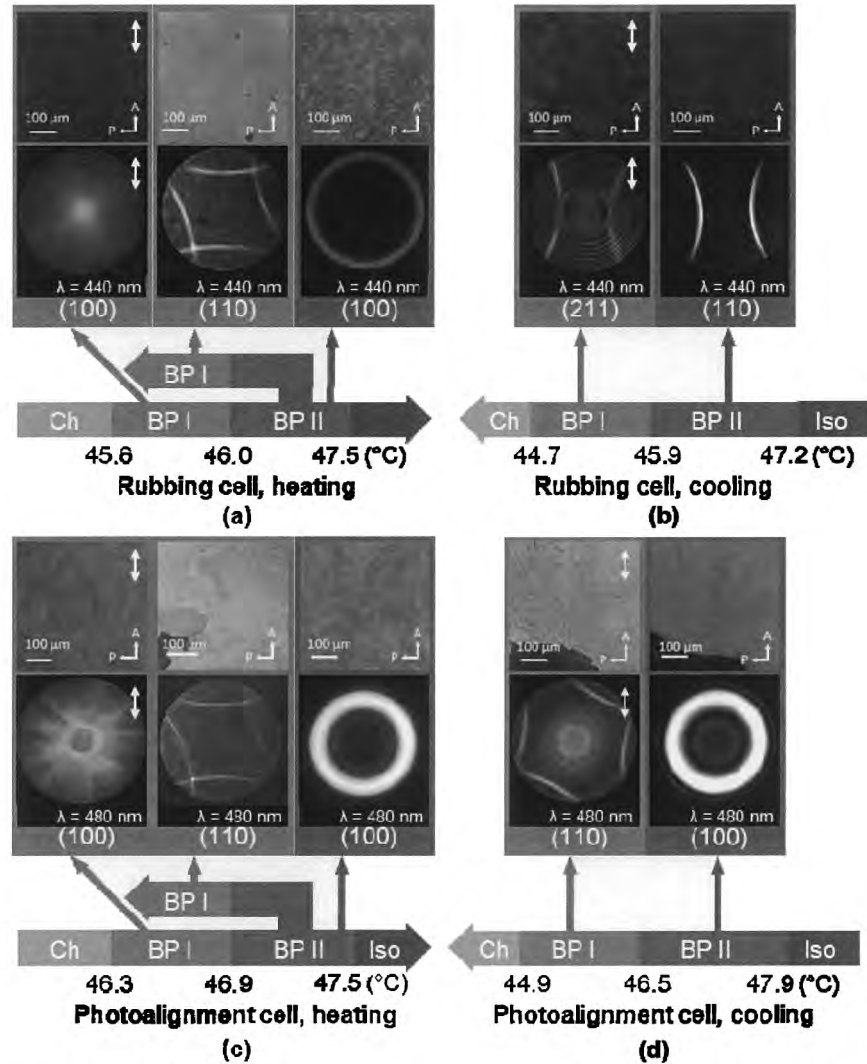 100 µm
P
A
100 µm
P
A
100 µm
P
A
λ = 440 nm
λ = 440 nm
λ = 440 nm
(100)
(110)
(100)
BP I
Ch BP I BP II
45.8 46.0 47.5 (°C)
Rubbing cell, heating
(a)
100 µm
P
A
100 µm
P
A
λ = 440 nm
λ = 440 nm
(211)
(110)
Ch BP I BP II Iso
44.7 45.9 47.2 (°C)
Rubbing cell, cooling
(b)
100 µm
P
A
100 µm
P
A
100 µm
P
A
λ = 480 nm
λ = 480 nm
λ = 480 nm
(100)
(110)
(100)
BP I
Ch BP I BP II Iso
46.3 46.9 47.5 (°C)
Photoalignment cell, heating
(c)
100 µm
P
A
100 µm
P
A
λ = 480 nm
λ = 480 nm
(110)
(100)
Ch BP I BP II Iso
44.9 46.5 47.9 (°C)
Photoalignment cell, cooling
(d)